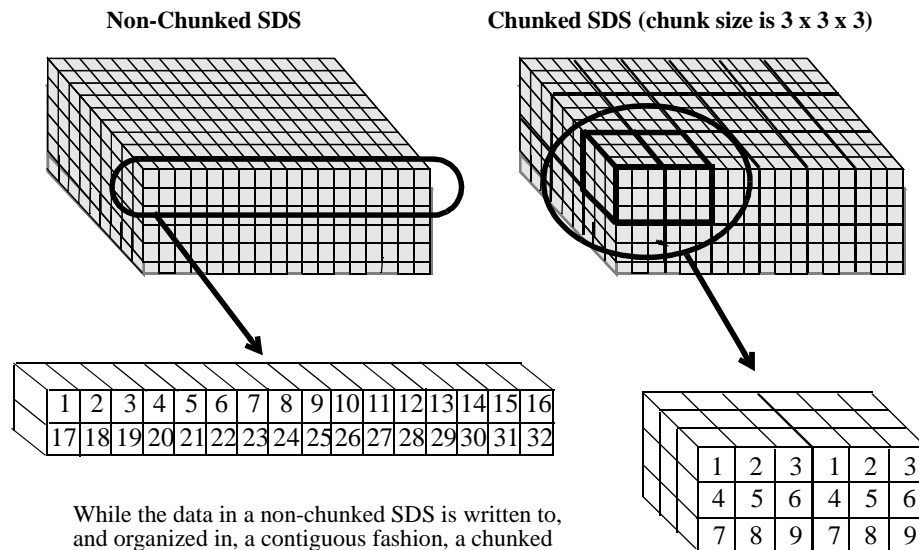 Non-Chunked SDS
Chunked SDS (chunk size is 3 x 3 x 3)
1 2 3 4 5 6 7 8 9 10 11 12 13 14 15 16
17 18 19 20 21 22 23 24 25 26 27 28 29 30 31 32
1 2 3 1 2 3
4 5 6 4 5 6
7 8 9 7 8 9
While the data in a non-chunked SDS is written to,
and organized in, a contiguous fashion, a chunked